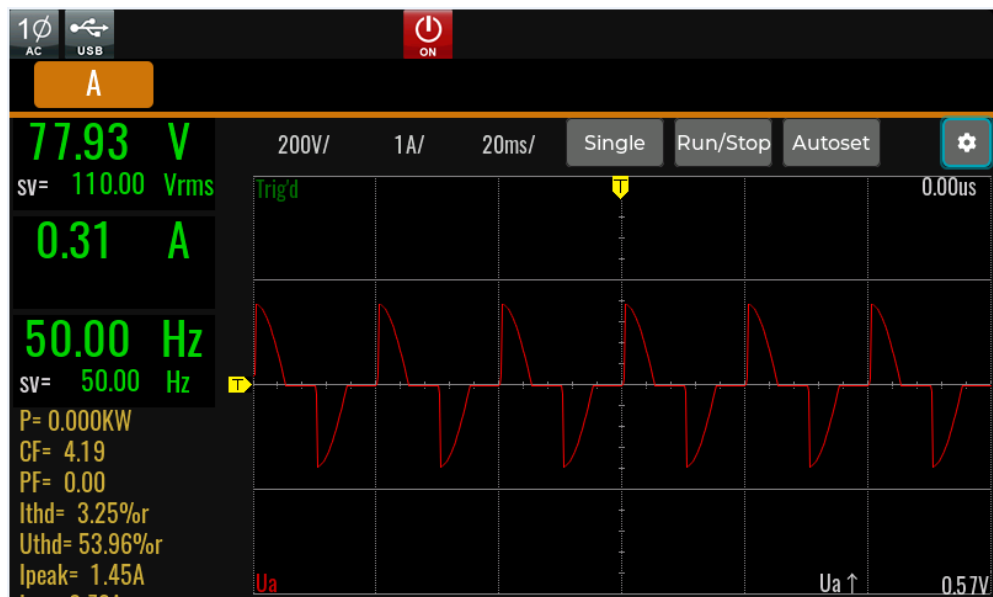 1Ø
AC
USB
ON
A
77.93 V
sv= 110.00 Vrms
0.31 A
50.00 Hz
sv= 50.00 Hz
P= 0.000KW
CF= 4.19
PF= 0.00
Ithd= 3.25%r
Uthd= 53.96%r
Ipeak= 1.45A
200V/ 1A/ 20ms/ Single Run/Stop Autoset
Trig'd T 0.00us
T
Ua Ua↑ 0.57V